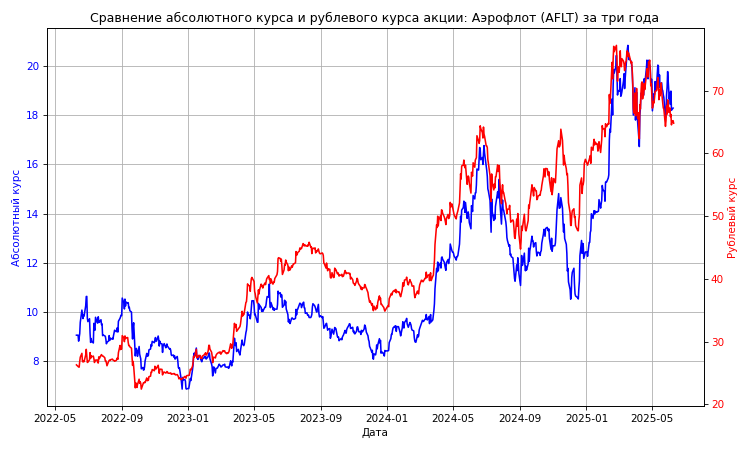 Сравнение абсолютного курса и рублевого курса акции: Аэрофлот (AFLT) за три года
Абсолютный курс
20
18
16
14
12
10
8
70
60
50
40
30
20
Рублевый курс
2022-05 2022-09 2023-01 2023-05 2023-09 2024-01 2024-05 2024-09 2025-01 2025-05
Дата